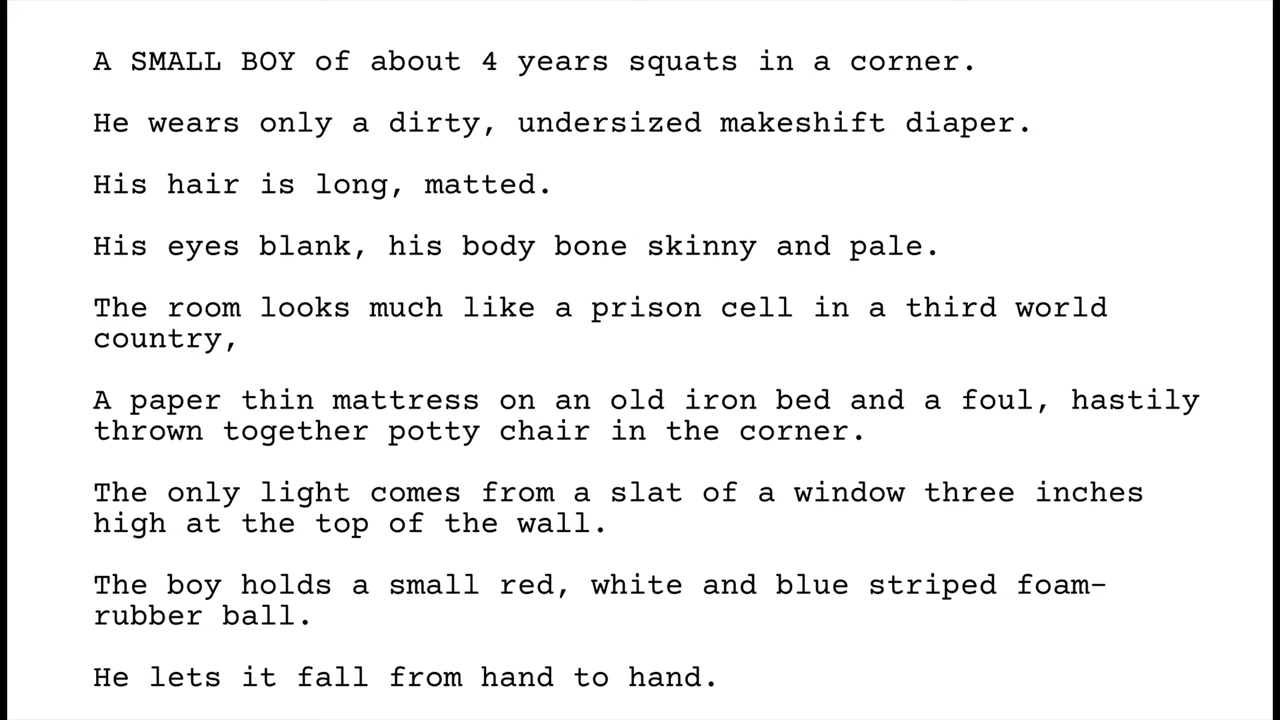 A SMALL BOY of about 4 years squats in a corner.
He wears only a dirty, undersized makeshift diaper.
His hair is long, matted.
His eyes blank, his body bone skinny and pale.
The room looks much like a prison cell in a third world
country,
A paper thin mattress on an old iron bed and a foul, hastily
thrown together potty chair in the corner.
The only light comes from a slat of a window three inches
high at the top of the wall.
The boy holds a small red, white and blue striped foam-
rubber ball.
He lets it fall from hand to hand.